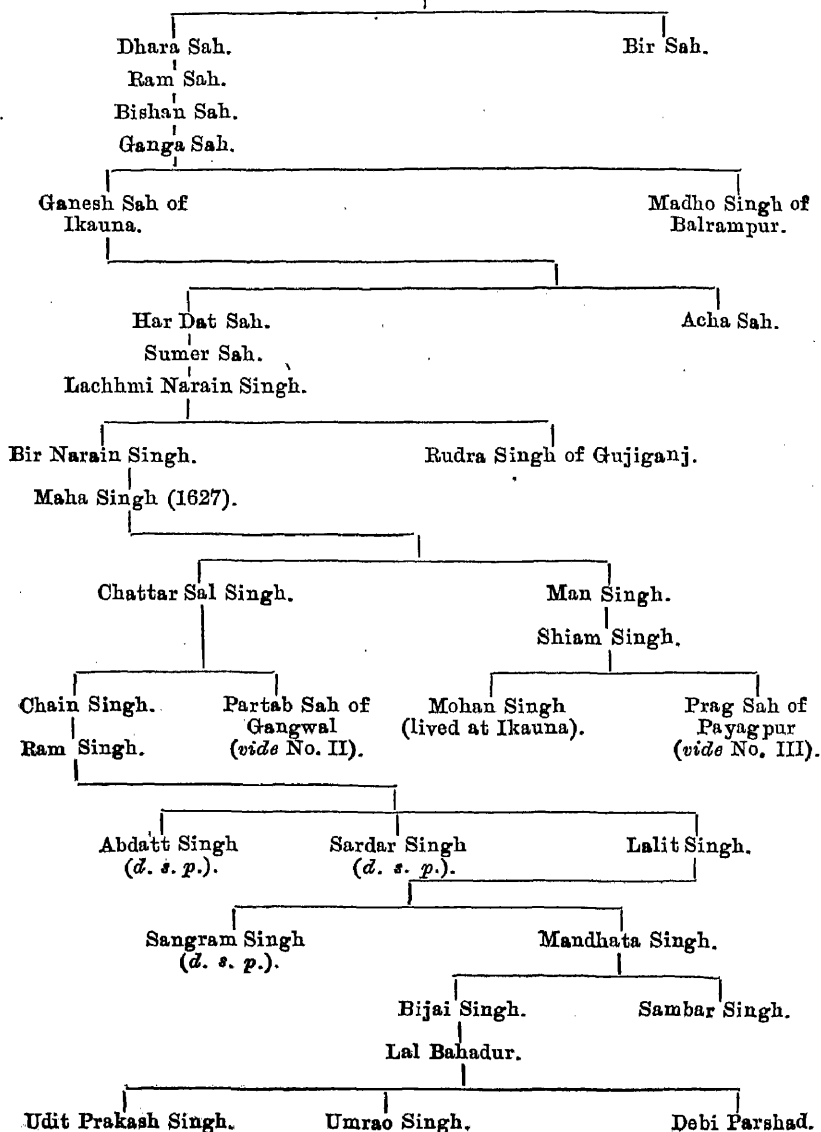 Dhara Sah. Bir Sah.
Ram Sah.
Bishan Sah.
Ganga Sah.
Ganesh Sah of Madho Singh of
Ikauna. Balrampur.
Har Dat Sah. Acha Sah.
Sumer Sah.
Lachhmi Narain Singh.
Bir Narain Singh. Rudra Singh of Gujiganj.
Maha Singh (1627).
Chattar Sal Singh. Man Singh.
Shiam Singh.
Chain Singh. Partab Sah of Mohan Singh Prag Sah of
Gangwal (lived at Ikauna). Payagpur
Ram Singh. (vide No. II). (vide No. III).
Abdatt Singh Sardar Singh Lalit Singh.
(d. s. p.). (d. s. p.).
Sangram Singh Mandhata Singh.
(d. s. p.).
Bijai Singh. Sambar Singh.
Lal Bahadur.
Udit Prakash Singh. Umrao Singh. Debi Parshad.